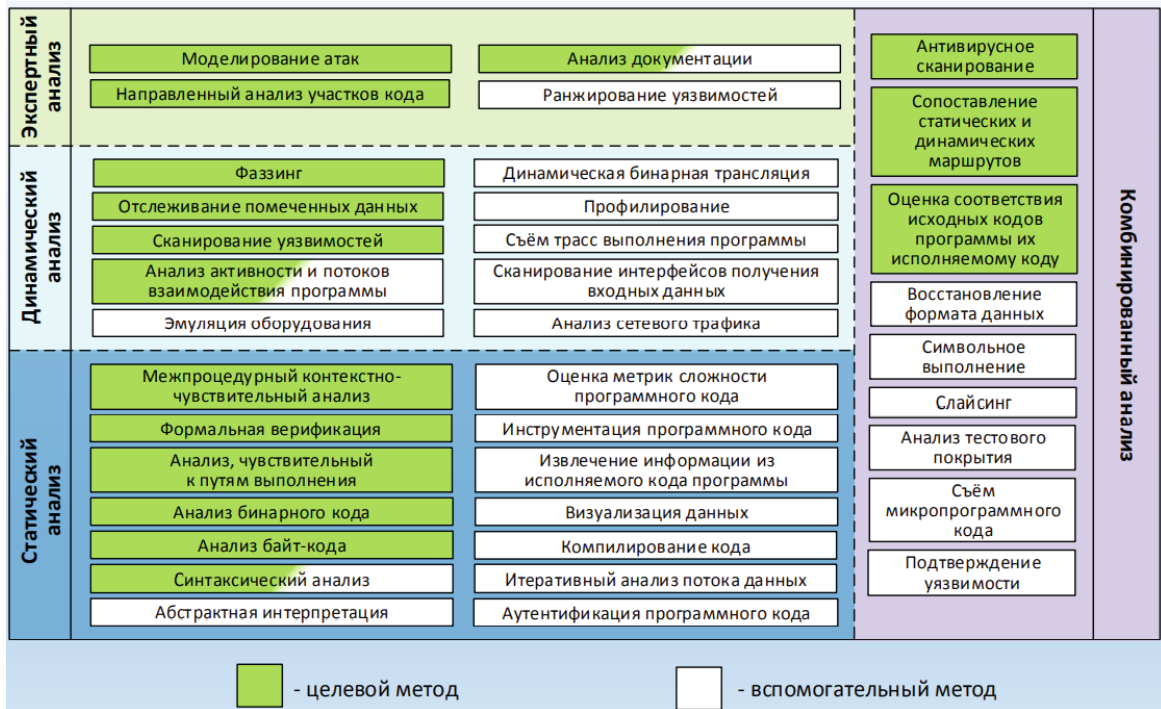 Экспертный
анализ
Моделирование атак
Направленный анализ участков кода
Анализ документации
Ранжирование уязвимостей
Динамический
анализ
Фаззинг
Отслеживание помеченных данных
Сканирование уязвимостей
Анализ активности и потоков
взаимодействия программы
Эмуляция оборудования
Динамическая бинарная трансляция
Профилирование
Съём трасс выполнения программы
Сканирование интерфейсов получения
входных данных
Анализ сетевого трафика
Статический
анализ
Межпроцедурный контекстно-
чувствительный анализ
Формальная верификация
Анализ, чувствительный
к путям выполнения
Анализ бинарного кода
Анализ байт-кода
Синтаксический анализ
Абстрактная интерпретация
Оценка метрик сложности
программного кода
Инструментация программного кода
Извлечение информации из
исполняемого кода программы
Визуализация данных
Компилирование кода
Итеративный анализ потока данных
Аутентификация программного кода
Антивирусное
сканирование
Сопоставление
статических и
динамических
маршрутов
Оценка соответствия
исходных кодов
программы их
исполняемому коду
Восстановление
формата данных
Символьное
выполнение
Слайсинг
Анализ тестового
покрытия
Съём
микропрограммного
кода
Подтверждение
уязвимости
Комбинированный анализ
- целевой метод
- вспомогательный метод